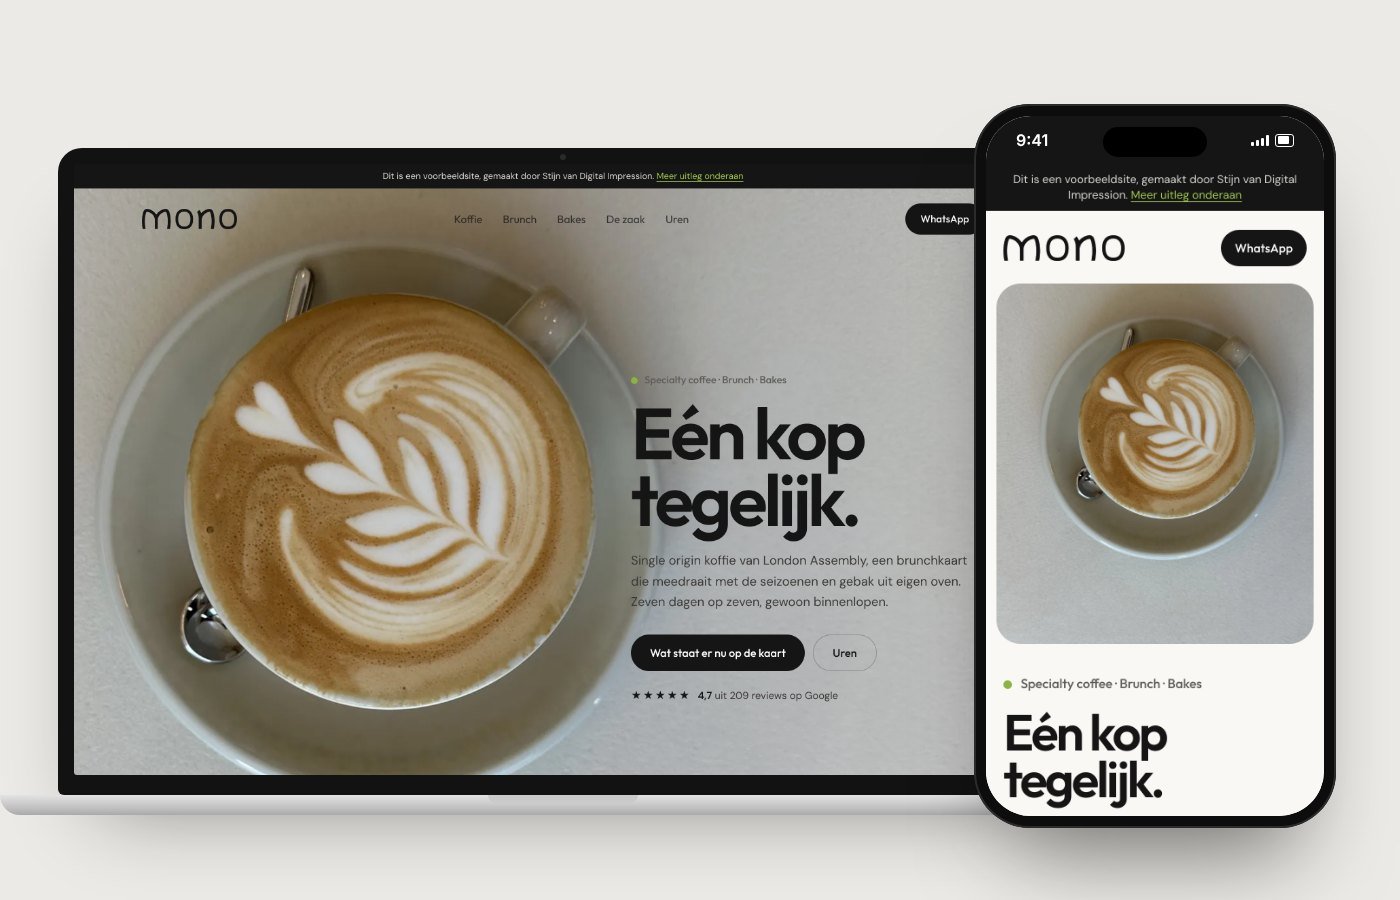 Dit is een voorbeeldsite, gemaakt door Stijn van Digital Impression. Meer uitleg onderaan
mono
Koffie Brunch Bakes De zaak Uren
WhatsApp
Specialty coffee · Brunch · Bakes
Eén kop
tegelijk.
Single origin koffie van London Assembly, een brunchkaart
die meedraait met de seizoenen en gebak uit eigen oven.
Zeven dagen op zeven, gewoon binnenlopen.
Wat staat er nu op de kaart
Uren
★★★★★ 4,7 uit 209 reviews op Google
9:41
Dit is een voorbeeldsite, gemaakt door Stijn van Digital
Impression. Meer uitleg onderaan
mono
WhatsApp
Specialty coffee · Brunch · Bakes
Eén kop
tegelijk.